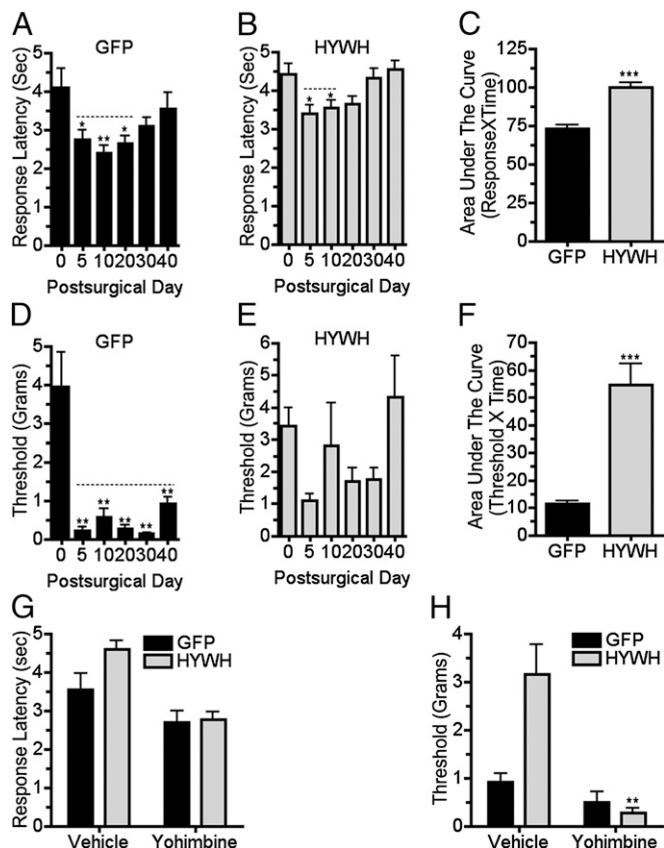 A
GFP
Response Latency (Sec)
5
4
3
2
1
0
* ** *
0 5 10 20 30 40
Postsurgical Day
B
HYWH
Response Latency (Sec)
5
4
3
2
1
0
* *
0 5 10 20 30 40
Postsurgical Day
C
Area Under The Curve
(ResponseXTime)
125
100
75
50
25
0
***
GFP HYWH
D
GFP
Threshold (Grams)
5
4
3
2
1
0
** ** ** ** **
0 5 10 20 30 40
Postsurgical Day
E
HYWH
Threshold (Grams)
6
5
4
3
2
1
0
0 5 10 20 30 40
Postsurgical Day
F
Area Under The Curve
(Threshold X Time)
70
60
50
40
30
20
10
0
***
GFP HYWH
G
Response Latency (sec)
5
4
3
2
1
0
GFP
HYWH
Vehicle Yohimbine
H
Threshold (Grams)
4
3
2
1
0
GFP
HYWH
**
Vehicle Yohimbine